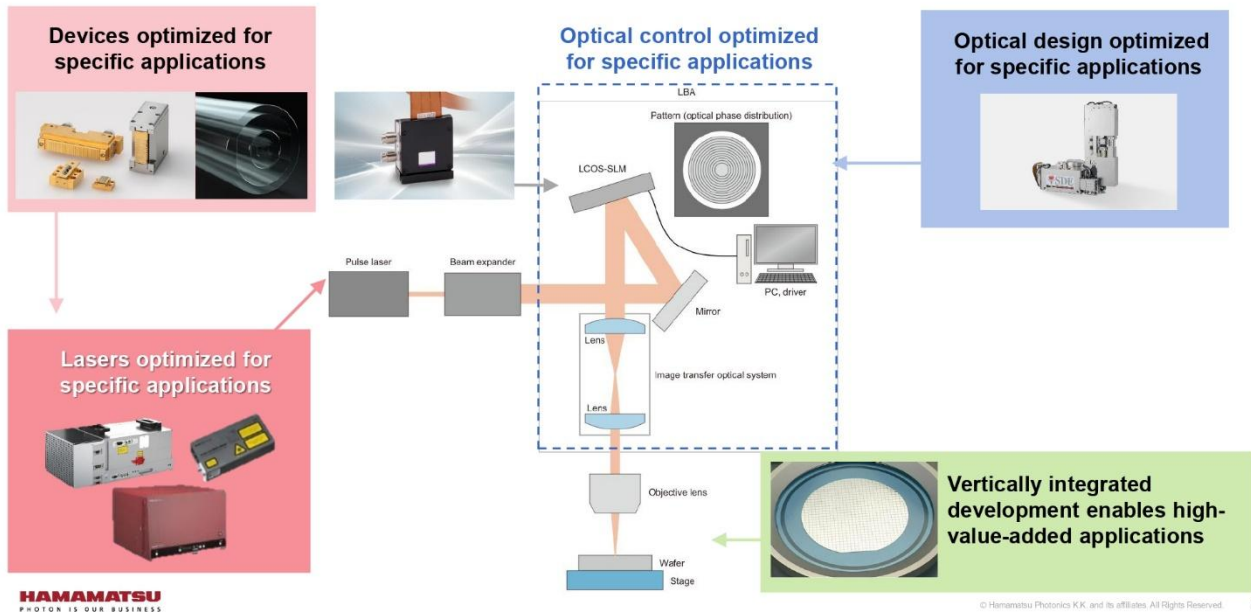 Devices optimized for
specific applications
Optical control optimized
for specific applications
Optical design optimized
for specific applications
LBA
Pattern (optical phase distribution)
LCOS-SLM
SDE
Pulse laser
Beam expander
PC, driver
Mirror
Lens
Image transfer optical system
Lens
Lasers optimized for
specific applications
Objective lens
Vertically integrated
development enables high-
value-added applications
Wafer
Stage
HAMAMATSU
PHOTON IS OUR BUSINESS
© Hamamatsu Photonics K.K. and its affiliates. All Rights Reserved.